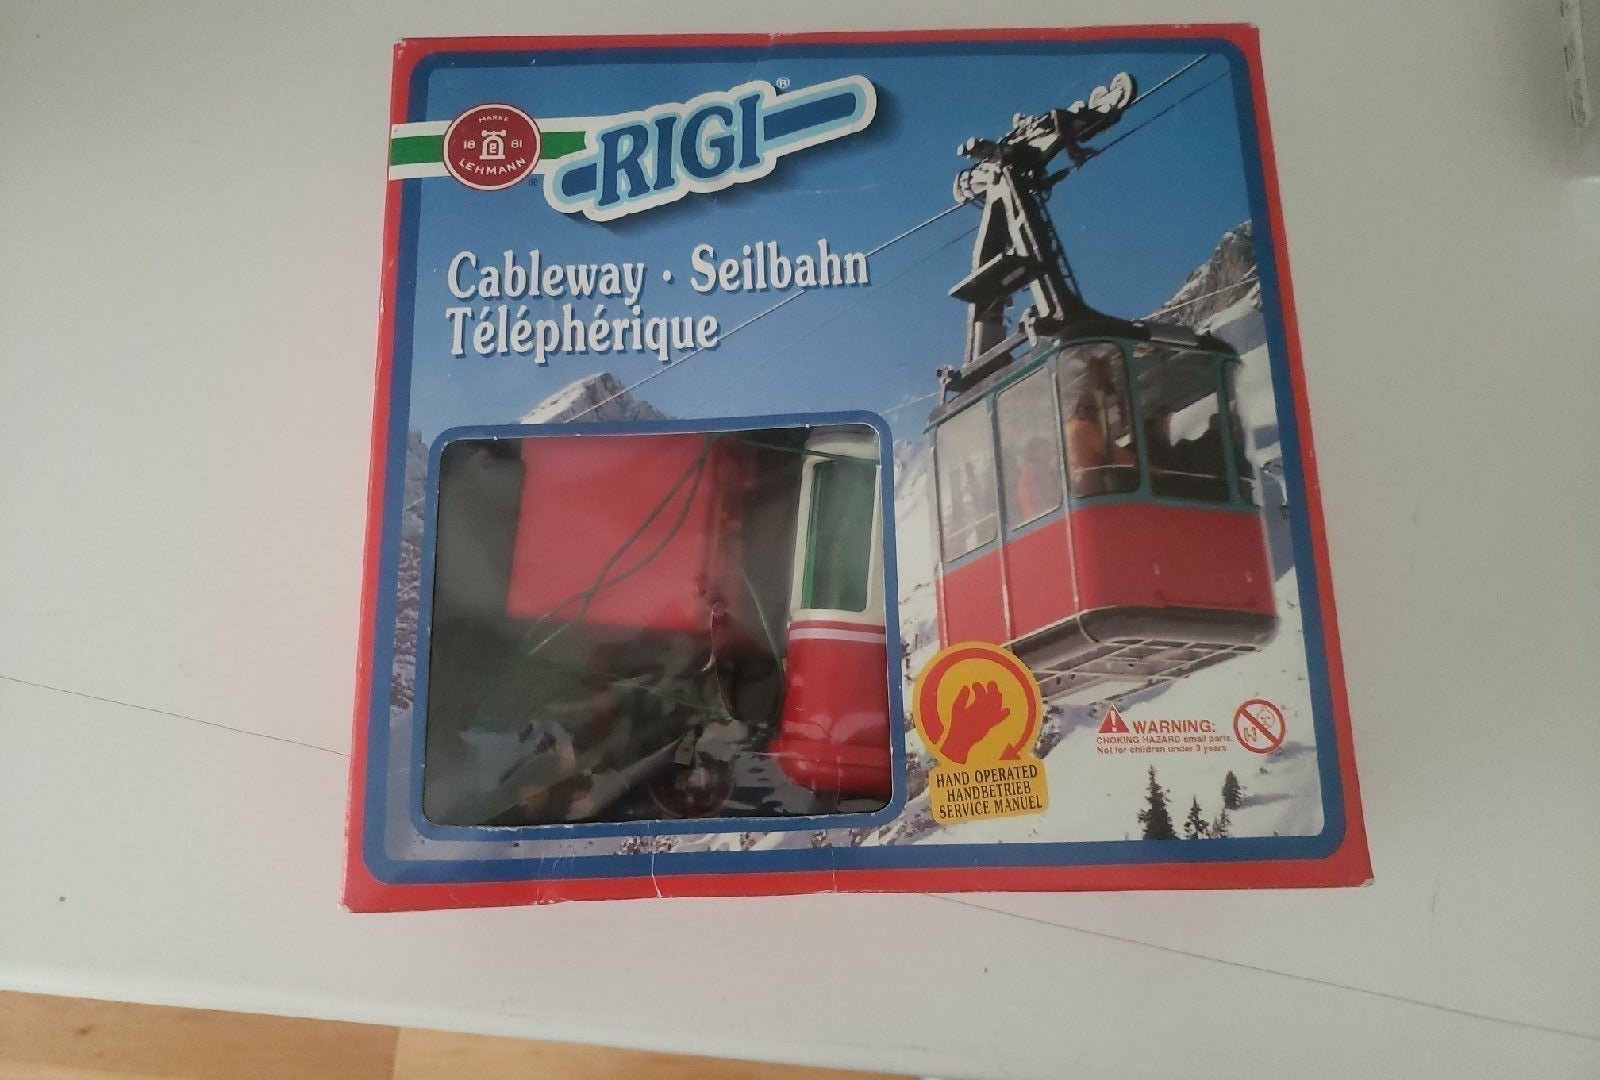 MARKE
18 81
LEHMANN
®
RIGI®
Cableway · Seilbahn
Téléphérique
HAND OPERATED
HANDBETRIEB
SERVICE MANUEL
WARNING:
CHOKING HAZARD small parts.
Not for children under 3 years